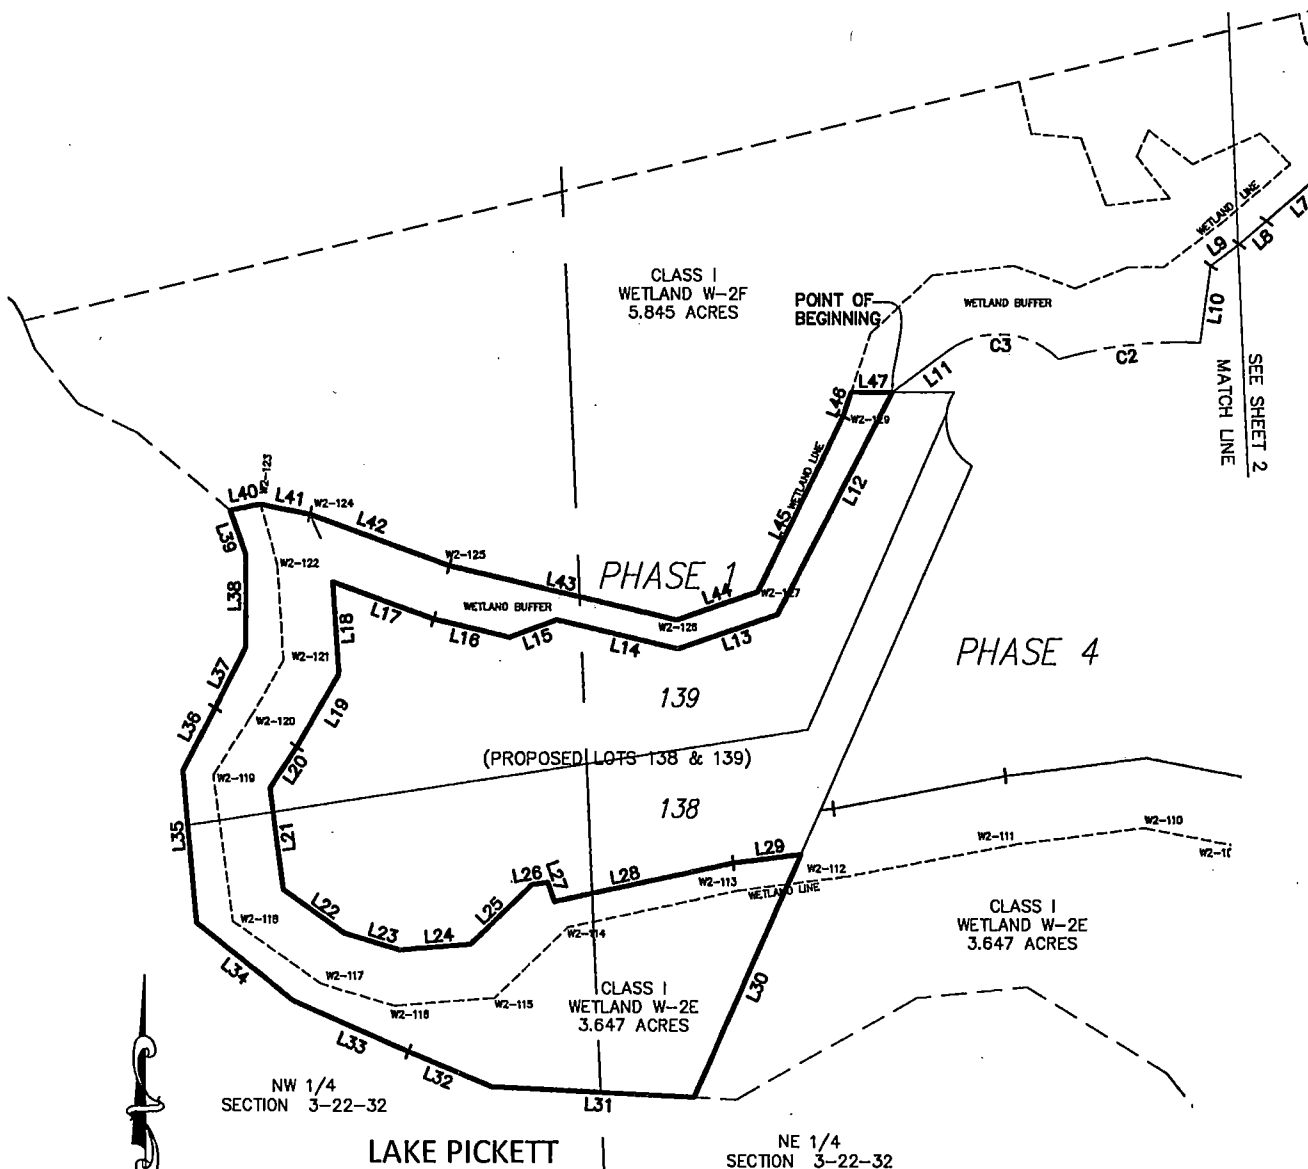 CLASS I
WETLAND W-2F
5.845 ACRES
POINT OF
BEGINNING
WETLAND LINE
WETLAND BUFFER
L7
L8
L9
L10
C2
C3
L11
SEE SHEET 2
MATCH LINE
L47
L46
W2-129
WETLAND LINE
L45
L12
W2-123
L40
L41
W2-124
L42
L39
W2-122
W2-125
L43
PHASE 1
L44
W2-127
L38
L18
L17
WETLAND BUFFER
L16
L15
L14
W2-126
L13
W2-121
L37
L19
PHASE 4
139
L36
W2-120
L20
(PROPOSED LOTS 138 & 139)
W2-119
138
L35
L21
W2-110
W2-111
L29
L28
L27
L26
W2-112
W2-113
WETLAND LINE
L22
L23
L24
L25
W2-118
W2-114
CLASS I
WETLAND W-2E
3.647 ACRES
L34
W2-117
W2-116
W2-115
CLASS I
WETLAND W-2E
3.647 ACRES
L30
L33
L32
L31
NW 1/4
SECTION 3-22-32
LAKE PICKETT
NE 1/4
SECTION 3-22-32